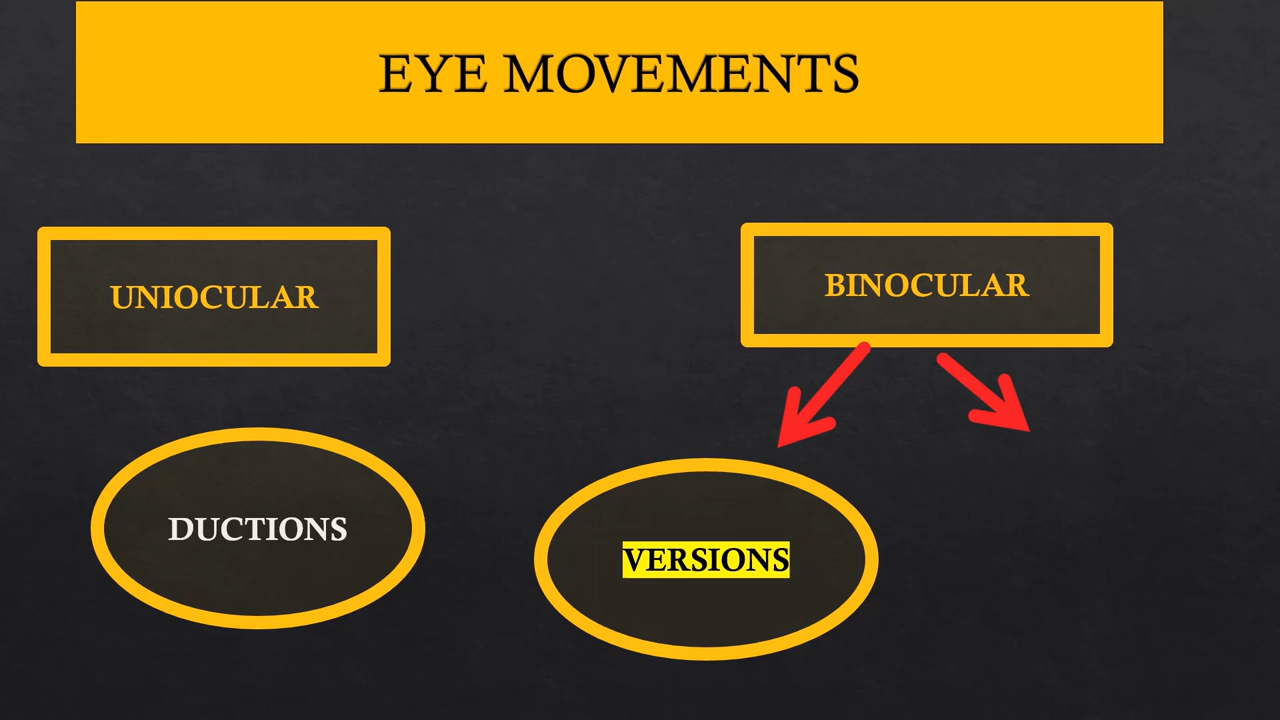 EYE MOVEMENTS
UNIOCULAR
BINOCULAR
DUCTIONS
VERSIONS